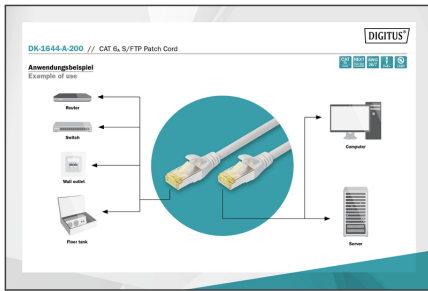 DIGITUS®
DK-1644-A-200 // CAT 6A S/FTP Patch Cord
Anwendungsbeispiel
Example of use
Router
Switch
Wall outlet
Floor tank
Computer
Server